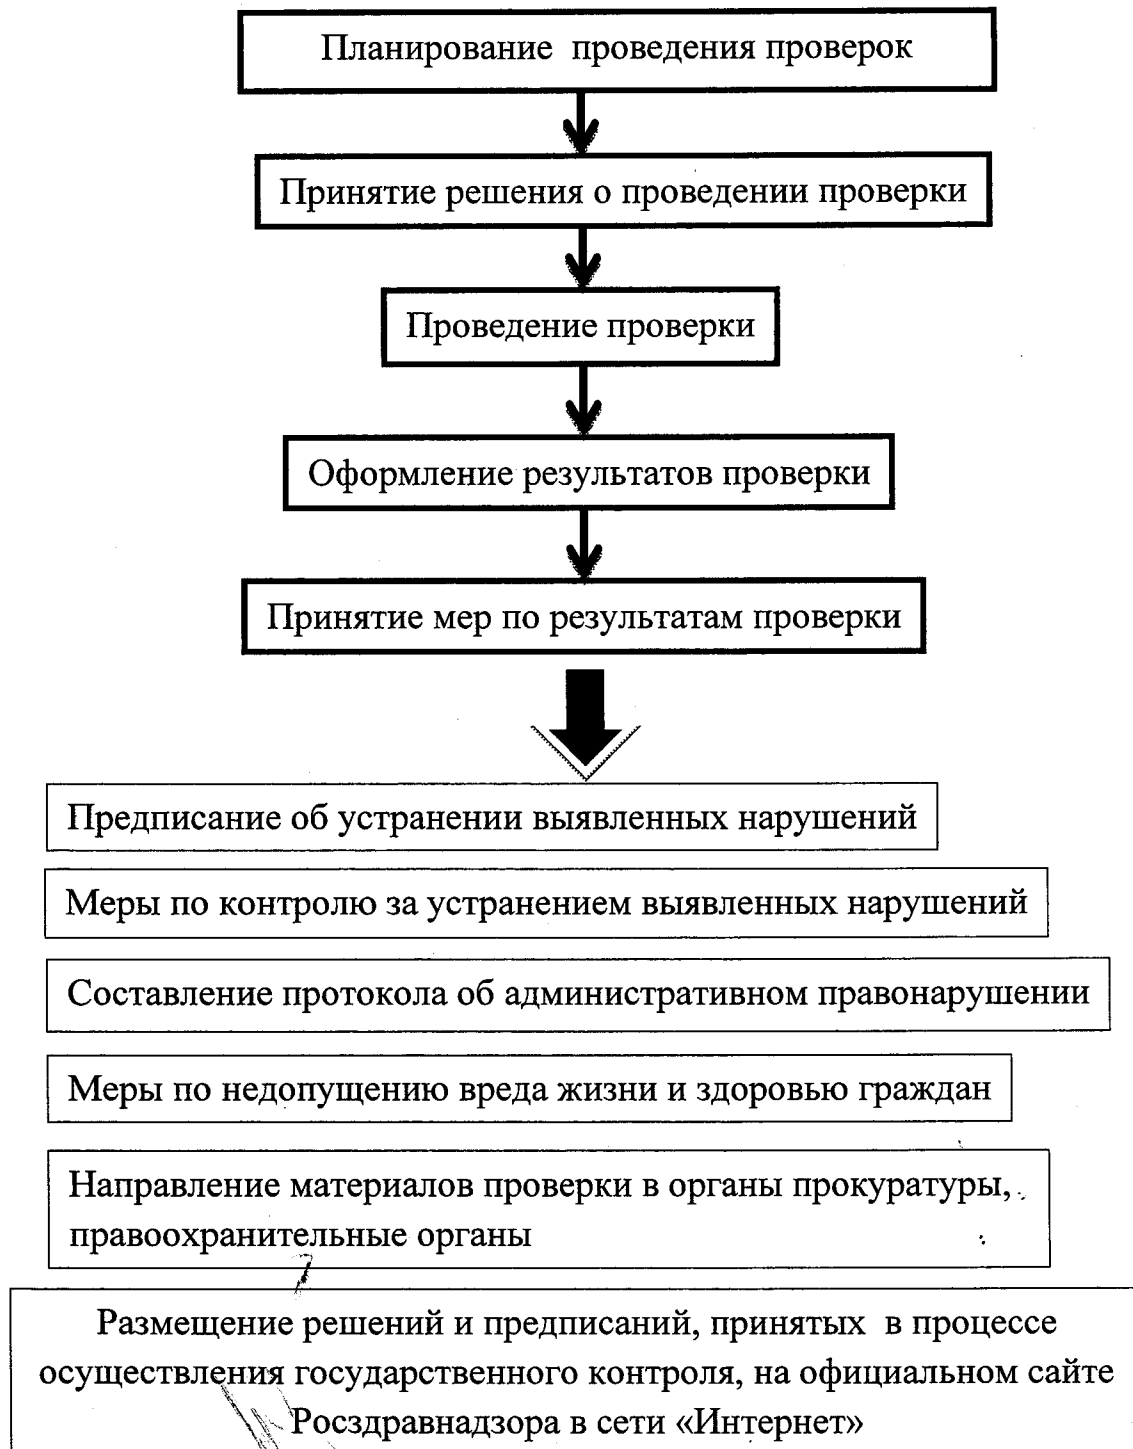 Планирование проведения проверок
Принятие решения о проведении проверки
Проведение проверки
Оформление результатов проверки
Принятие мер по результатам проверки
Предписание об устранении выявленных нарушений
Меры по контролю за устранением выявленных нарушений
Составление протокола об административном правонарушении
Меры по недопущению вреда жизни и здоровью граждан
Направление материалов проверки в органы прокуратуры,
правоохранительные органы
Размещение решений и предписаний, принятых в процессе
осуществления государственного контроля, на официальном сайте
Росздравнадзора в сети «Интернет»